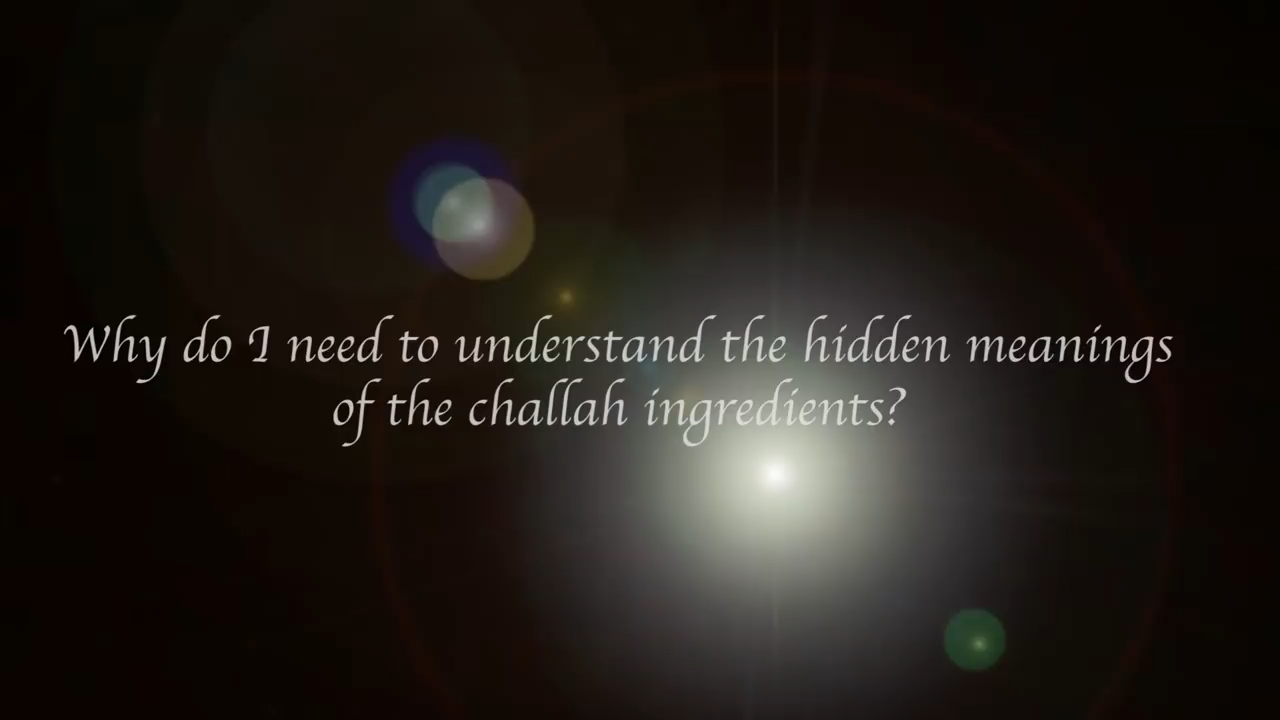 Why do I need to understand the hidden meanings
of the challah ingredients?